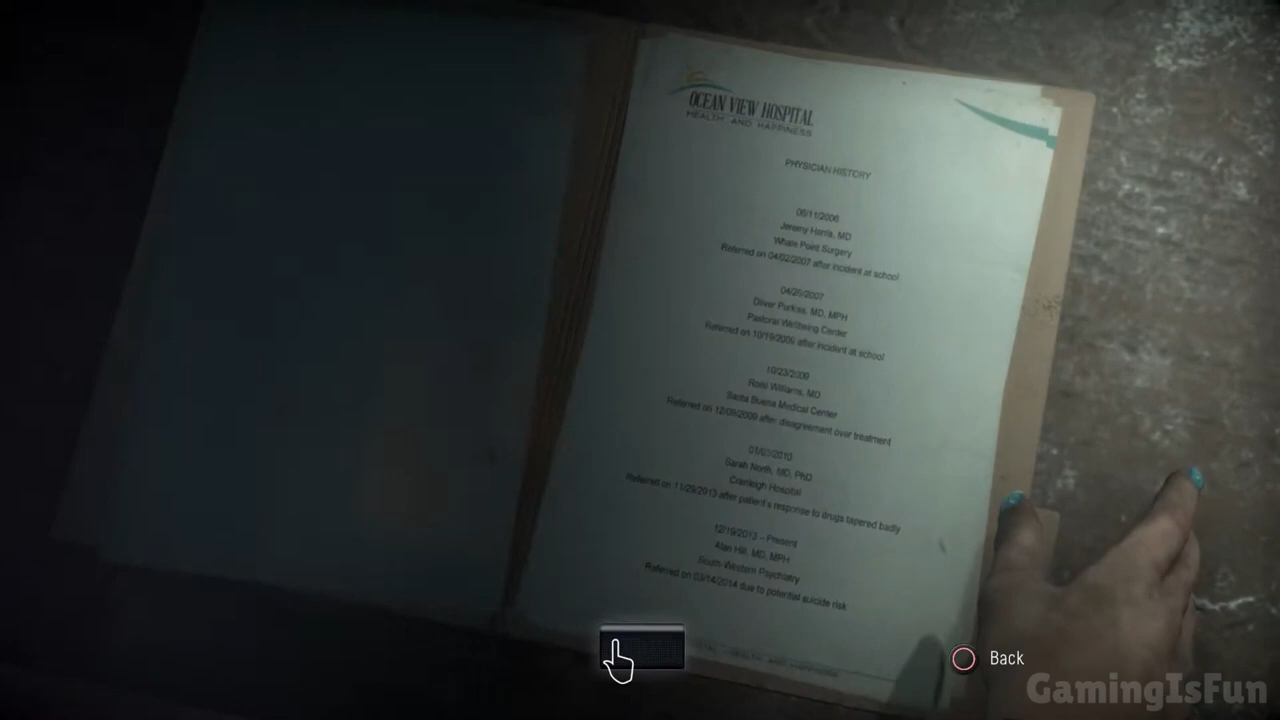 OCEAN VIEW HOSPITAL
HEALTH AND HAPPINESS
PHYSICIAN HISTORY
06/11/2006
Jeremy Harris, MD
Whale Point Surgery
Referred on 04/02/2007 after incident at school
04/26/2007
Oliver Purkiss, MD, MPH
Pastoral Wellbeing Center
Referred on 10/19/2009 after incident at school
10/23/2009
Rose Williams, MD
Santa Buena Medical Center
Referred on 12/09/2009 after disagreement over treatment
01/03/2010
Sarah North, MD, PhD
Cranleigh Hospital
Referred on 11/29/2013 after patient's response to drugs tapered badly
12/19/2013 – Present
Alan Hill, MD, MPH
South-Western Psychiatry
Referred on 03/14/2014 due to potential suicide risk
HEALTH AND HAPPINESS
Back
GamingIsFun